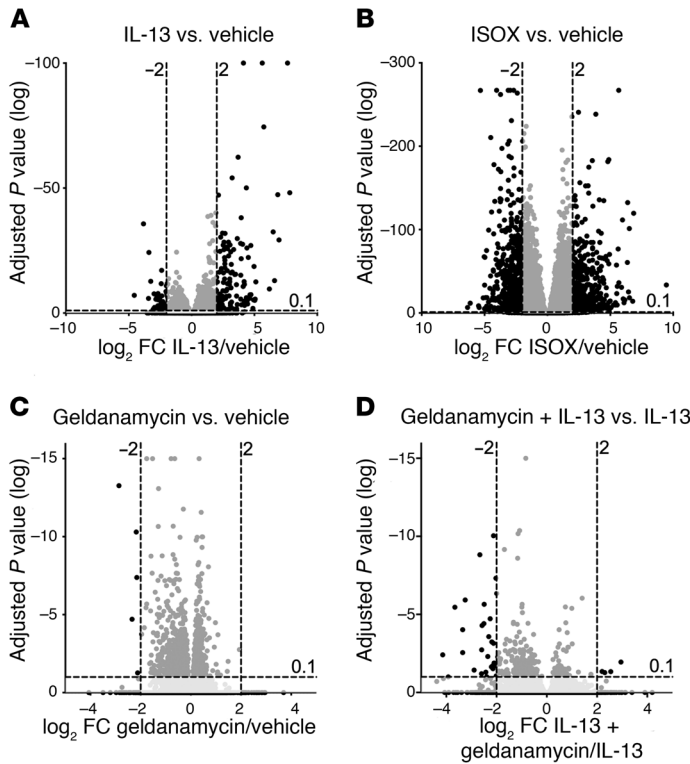 A
IL-13 vs. vehicle
Adjusted P value (log)
–100
–50
0
–2
2
0.1
–10
–5
0
5
10
log2 FC IL-13/vehicle
B
ISOX vs. vehicle
Adjusted P value (log)
–300
–200
–100
0
–2
2
0.1
10
–5
0
5
10
log2 FC ISOX/vehicle
C
Geldanamycin vs. vehicle
Adjusted P value (log)
–15
–10
–5
0
–2
2
0.1
–4
–2
0
2
4
log2 FC geldanamycin/vehicle
D
Geldanamycin + IL-13 vs. IL-13
Adjusted P value (log)
–15
–10
–5
0
–2
2
0.1
–4
–2
0
2
4
log2 FC IL-13 +
geldanamycin/IL-13